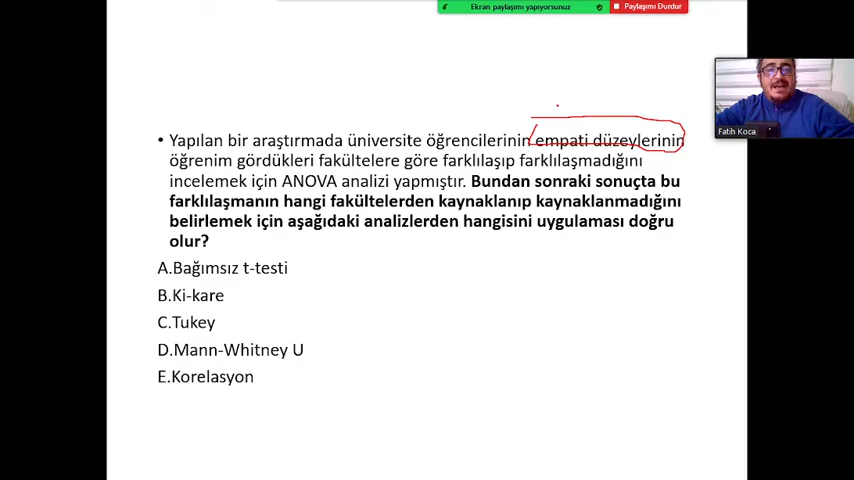 Ekran paylaşımı yapıyorsunuz
Paylaşımı Durdur
• Yapılan bir araştırmada üniversite öğrencilerinin empati düzeylerinin
öğrenim gördükleri fakültelere göre farklılaşıp farklılaşmadığını
incelemek için ANOVA analizi yapmıştır. Bundan sonraki sonuçta bu
farklılaşmanın hangi fakültelerden kaynaklanıp kaynaklanmadığını
belirlemek için aşağıdaki analizlerden hangisini uygulaması doğru
olur?
A.Bağımsız t-testi
B.Ki-kare
C.Tukey
D.Mann-Whitney U
E.Korelasyon
Fatih Koca